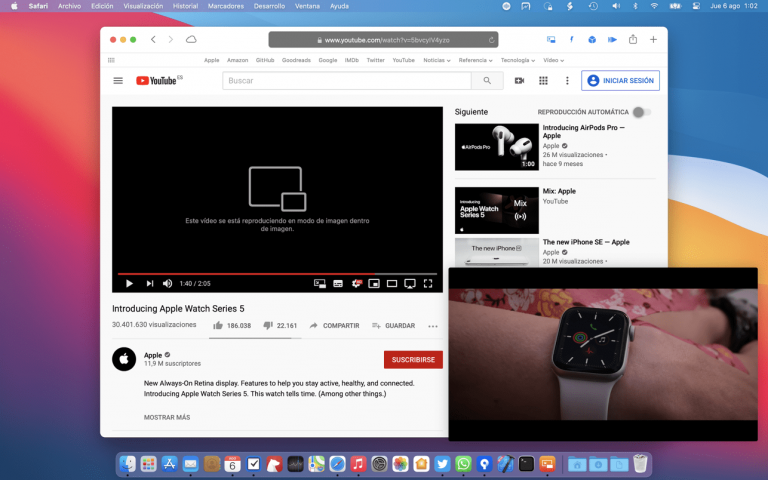 Safari Archivo Edición Visualización Historial Marcadores Desarrollo Ventana Ayuda Jue 6 ago 1:02
www.youtube.com/watch?v=5bvcyIV4yzo
Apple Amazon GitHub Goodreads Google IMDb Twitter YouTube Noticias Referencia Tecnología Vídeo
YouTube ES
Buscar
INICIAR SESIÓN
Este vídeo se está reproduciendo en modo de imagen dentro
de imagen.
1:40 / 2:05
Introducing Apple Watch Series 5
30.401.630 visualizaciones
186.038 22.161 COMPARTIR GUARDAR
Apple
11,9 M suscriptores
SUSCRIBIRSE
New Always-On Retina display. Features to help you stay active, healthy, and connected.
Introducing Apple Watch Series 5. This watch tells time. (Among other things.)
MOSTRAR MÁS
Siguiente REPRODUCCIÓN AUTOMÁTICA
AirPods Pro
1:00
Introducing AirPods Pro —
Apple
Apple
26 M visualizaciones •
hace 9 meses
Introducing
Apple Watch
Series 5
Mix
Mix: Apple
YouTube
The new iPhone SE
The new iPhone SE — Apple
Apple
20 M visualizaciones •
6